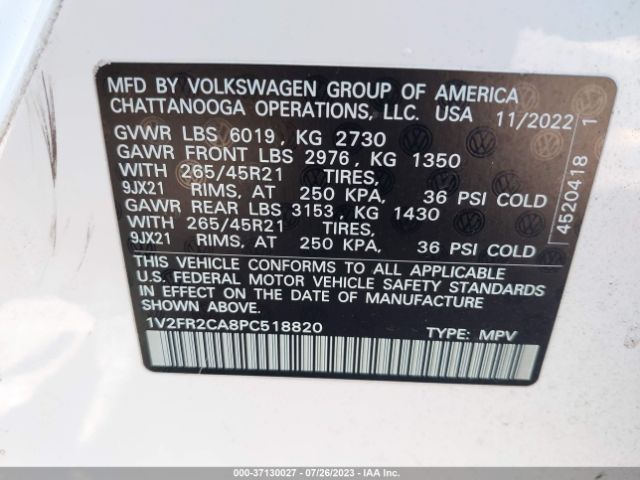 MFD BY VOLKSWAGEN GROUP OF AMERICA
CHATTANOOGA OPERATIONS, LLC. USA 11/2022
GVWR LBS 6019, KG 2730
GAWR FRONT LBS 2976, KG 1350
WITH 265/45R21 TIRES,
9JX21 RIMS, AT 250 KPA, 36 PSI COLD
GAWR REAR LBS 3153, KG 1430
WITH 265/45R21 TIRES,
9JX21 RIMS, AT 250 KPA, 36 PSI COLD
THIS VEHICLE CONFORMS TO ALL APPLICABLE
U.S. FEDERAL MOTOR VEHICLE SAFETY STANDARDS
IN EFFECT ON THE DATE OF MANUFACTURE
SHOWN ABOVE.
1V2FR2CA8PC518820 TYPE: MPV
4520418 1
000-37130027 - 07/26/2023 - IAA Inc.